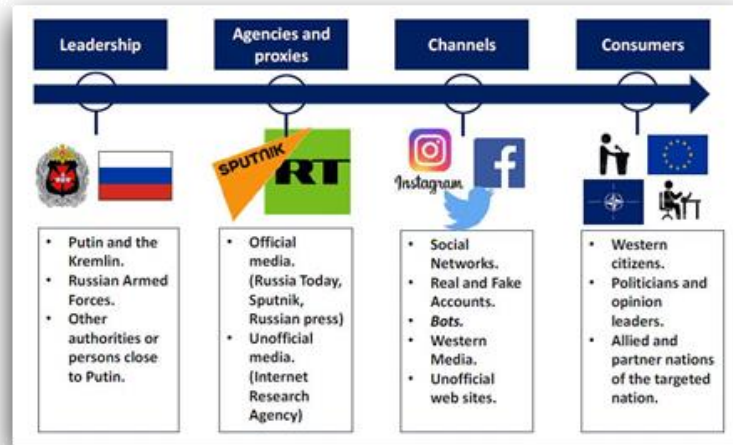 Leadership
Agencies and
proxies
Channels
Consumers
SPUTNIK
RT
Instagram
• Putin and the
Kremlin.
• Russian Armed
Forces.
• Other
authorities or
persons close
to Putin.
• Official
media.
(Russia Today,
Sputnik,
Russian press)
• Unofficial
media.
(Internet
Research
Agency)
• Social
Networks.
• Real and Fake
Accounts.
• Bots.
• Western
Media.
• Unofficial
web sites.
• Western
citizens.
• Politicians and
opinion
leaders.
• Allied and
partner nations
of the targeted
nation.